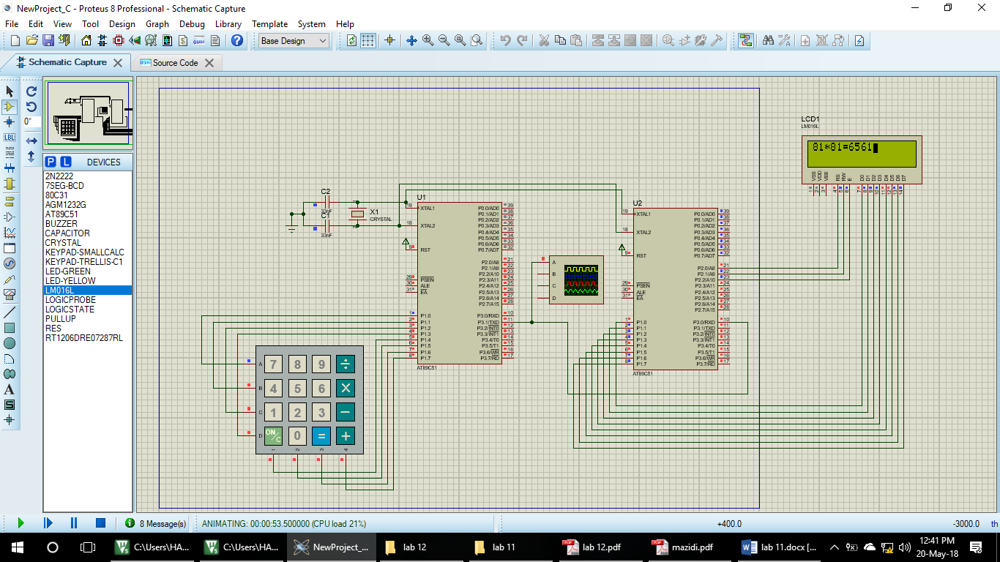 NewProject_C - Proteus 8 Professional - Schematic Capture
File Edit View Tool Design Graph Debug Library Template System Help
Base Design
Schematic Capture
Source Code
0°
LBL
P L DEVICES
2N2222
7SEG-BCD
80C31
AGM1232G
AT89C51
BUZZER
CAPACITOR
CRYSTAL
KEYPAD-SMALLCALC
KEYPAD-TRELLIS-C1
LED-GREEN
LED-YELLOW
LM016L
LOGICPROBE
LOGICSTATE
PULLUP
RES
RT1206DRE07287RL
LCD1
LM016L
81*81=6561
VSS VDD VEE RS RW E D0 D1 D2 D3 D4 D5 D6 D7
1 2 3 4 5 6 7 8 9 10 11 12 13 14
C2
33nF
C1
33nF
X1
CRYSTAL
U1
19 XTAL1
18 XTAL2
9 RST
29 PSEN
30 ALE
31 EA
1 P1.0
2 P1.1
3 P1.2
4 P1.3
5 P1.4
6 P1.5
7 P1.6
8 P1.7
P0.0/AD0 39
P0.1/AD1 38
P0.2/AD2 37
P0.3/AD3 36
P0.4/AD4 35
P0.5/AD5 34
P0.6/AD6 33
P0.7/AD7 32
P2.0/A8 21
P2.1/A9 22
P2.2/A10 23
P2.3/A11 24
P2.4/A12 25
P2.5/A13 26
P2.6/A14 27
P2.7/A15 28
P3.0/RXD 10
P3.1/TXD 11
P3.2/INT0 12
P3.3/INT1 13
P3.4/T0 14
P3.5/T1 15
P3.6/WR 16
P3.7/RD 17
AT89C51
A
B
C
D
U2
19 XTAL1
18 XTAL2
9 RST
29 PSEN
30 ALE
31 EA
1 P1.0
2 P1.1
3 P1.2
4 P1.3
5 P1.4
6 P1.5
7 P1.6
8 P1.7
P0.0/AD0 39
P0.1/AD1 38
P0.2/AD2 37
P0.3/AD3 36
P0.4/AD4 35
P0.5/AD5 34
P0.6/AD6 33
P0.7/AD7 32
P2.0/A8 21
P2.1/A9 22
P2.2/A10 23
P2.3/A11 24
P2.4/A12 25
P2.5/A13 26
P2.6/A14 27
P2.7/A15 28
P3.0/RXD 10
P3.1/TXD 11
P3.2/INT0 12
P3.3/INT1 13
P3.4/T0 14
P3.5/T1 15
P3.6/WR 16
P3.7/RD 17
AT89C51
A 7 8 9 ÷
B 4 5 6 ×
C 1 2 3 −
D ON/C 0 = +
1 2 3 4
8 Message(s)
ANIMATING: 00:00:53.500000 (CPU load 21%)
+400.0
-3000.0 th
C:\Users\HA...
C:\Users\HA...
NewProject_...
lab 12
lab 11
lab 12.pdf
mazidi.pdf
lab 11.docx [...
12:41 PM
20-May-18